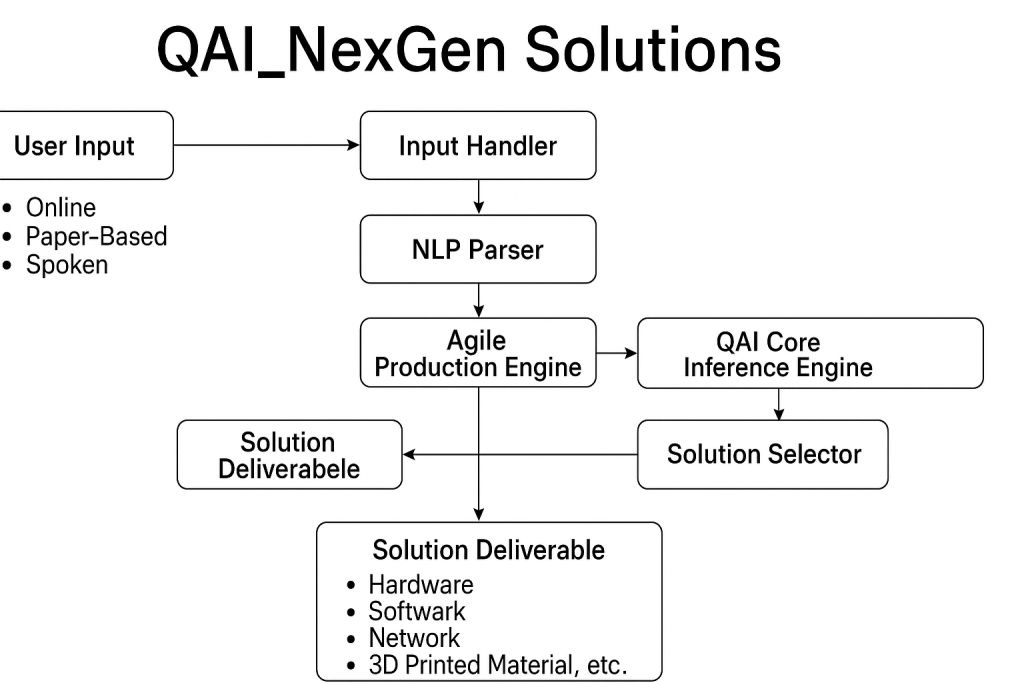 QAI_NexGen Solutions
User Input
Input Handler
• Online
• Paper-Based
• Spoken
NLP Parser
Agile
Production Engine
QAI Core
Inference Engine
Solution
Deliverabele
Solution Selector
Solution Deliverable
• Hardware
• Softwark
• Network
• 3D Printed Material, etc.